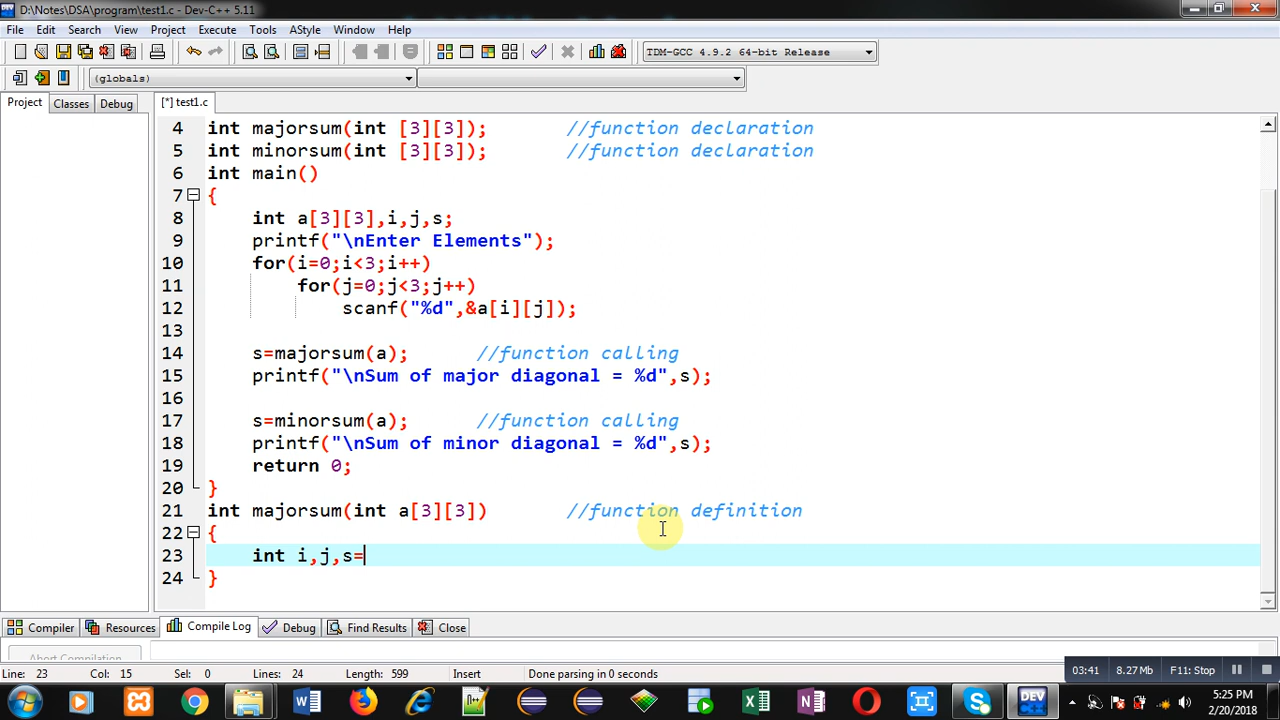 D:\Notes\DSA\program\test1.c - Dev-C++ 5.11
File Edit Search View Project Execute Tools AStyle Window Help
TDM-GCC 4.9.2 64-bit Release
(globals)
Project Classes Debug
[*] test1.c
4 int majorsum(int [3][3]); //function declaration
5 int minorsum(int [3][3]); //function declaration
6 int main()
7 {
8 int a[3][3],i,j,s;
9 printf("\nEnter Elements");
10 for(i=0;i<3;i++)
11 for(j=0;j<3;j++)
12 scanf("%d",&a[i][j]);
13
14 s=majorsum(a); //function calling
15 printf("\nSum of major diagonal = %d",s);
16
17 s=minorsum(a); //function calling
18 printf("\nSum of minor diagonal = %d",s);
19 return 0;
20 }
21 int majorsum(int a[3][3]) //function definition
22 {
23 int i,j,s=
24 }
Compiler Resources Compile Log Debug Find Results Close
Abort Compilation
Line: 23 Col: 15 Sel: 0 Lines: 24 Length: 599 Insert Done parsing in 0 seconds
03:41 8.27 Mb F11: Stop
DEV
5:25 PM
2/20/2018